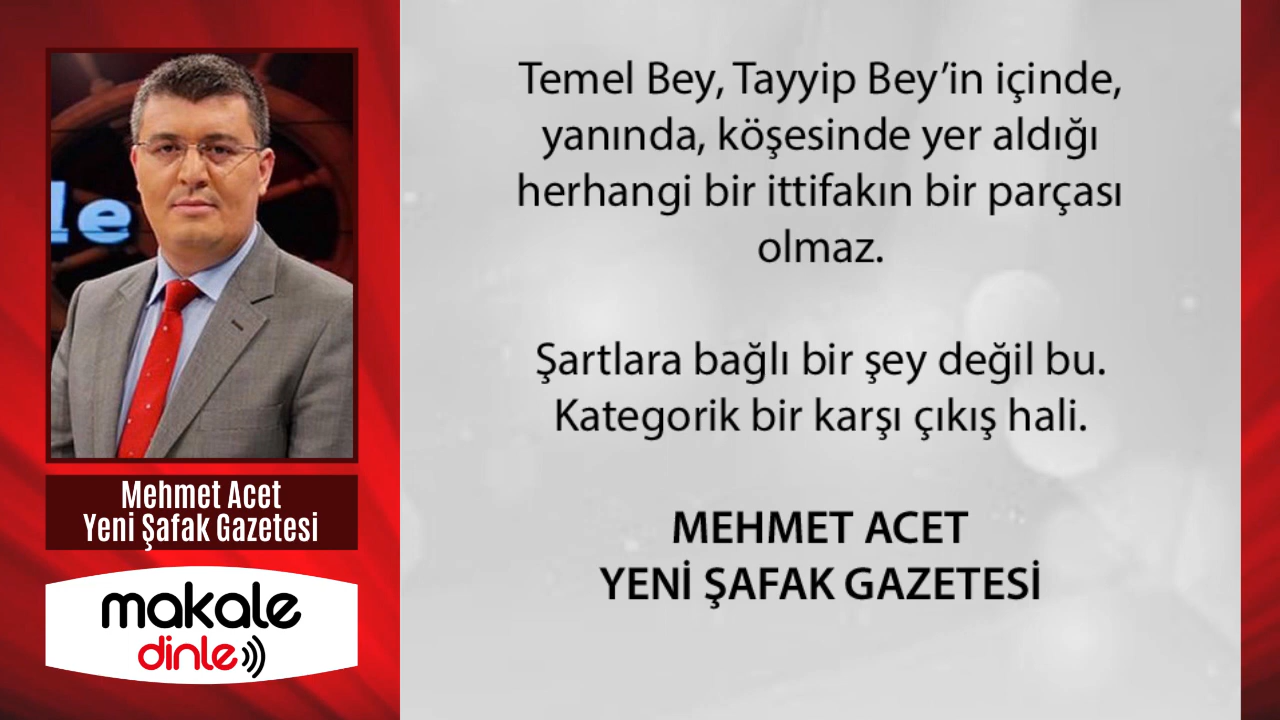 le
Mehmet Acet
Yeni Şafak Gazetesi
makale
dinle
Temel Bey, Tayyip Bey’in içinde,
yanında, köşesinde yer aldığı
herhangi bir ittifakın bir parçası
olmaz.
Şartlara bağlı bir şey değil bu.
Kategorik bir karşı çıkış hali.
MEHMET ACET
YENİ ŞAFAK GAZETESİ